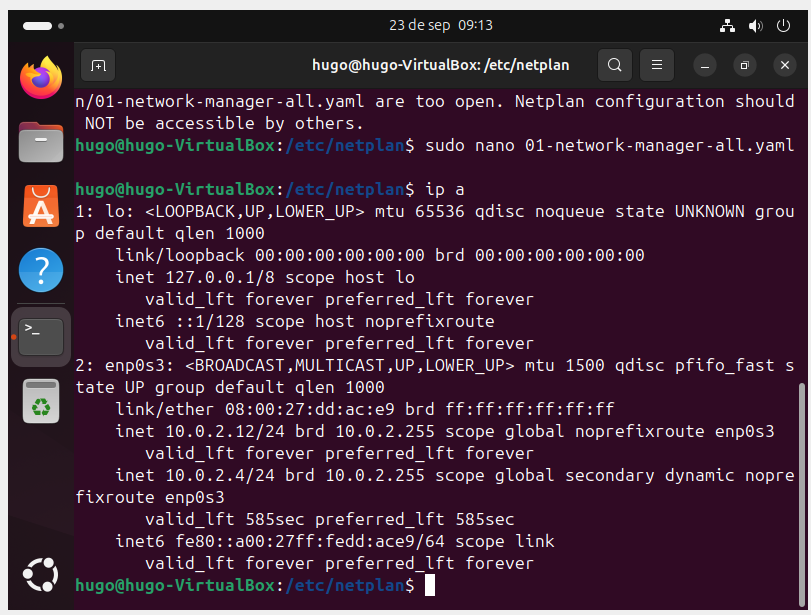 23 de sep 09:13
hugo@hugo-VirtualBox: /etc/netplan
n/01-network-manager-all.yaml are too open. Netplan configuration should
NOT be accessible by others.
hugo@hugo-VirtualBox:/etc/netplan$ sudo nano 01-network-manager-all.yaml
hugo@hugo-VirtualBox:/etc/netplan$ ip a
1: lo: <LOOPBACK,UP,LOWER_UP> mtu 65536 qdisc noqueue state UNKNOWN grou
p default qlen 1000
link/loopback 00:00:00:00:00:00 brd 00:00:00:00:00:00
inet 127.0.0.1/8 scope host lo
valid_lft forever preferred_lft forever
inet6 ::1/128 scope host noprefixroute
valid_lft forever preferred_lft forever
2: enp0s3: <BROADCAST,MULTICAST,UP,LOWER_UP> mtu 1500 qdisc pfifo_fast s
tate UP group default qlen 1000
link/ether 08:00:27:dd:ac:e9 brd ff:ff:ff:ff:ff:ff
inet 10.0.2.12/24 brd 10.0.2.255 scope global noprefixroute enp0s3
valid_lft forever preferred_lft forever
inet 10.0.2.4/24 brd 10.0.2.255 scope global secondary dynamic nopre
fixroute enp0s3
valid_lft 585sec preferred_lft 585sec
inet6 fe80::a00:27ff:fedd:ace9/64 scope link
valid_lft forever preferred_lft forever
hugo@hugo-VirtualBox:/etc/netplan$